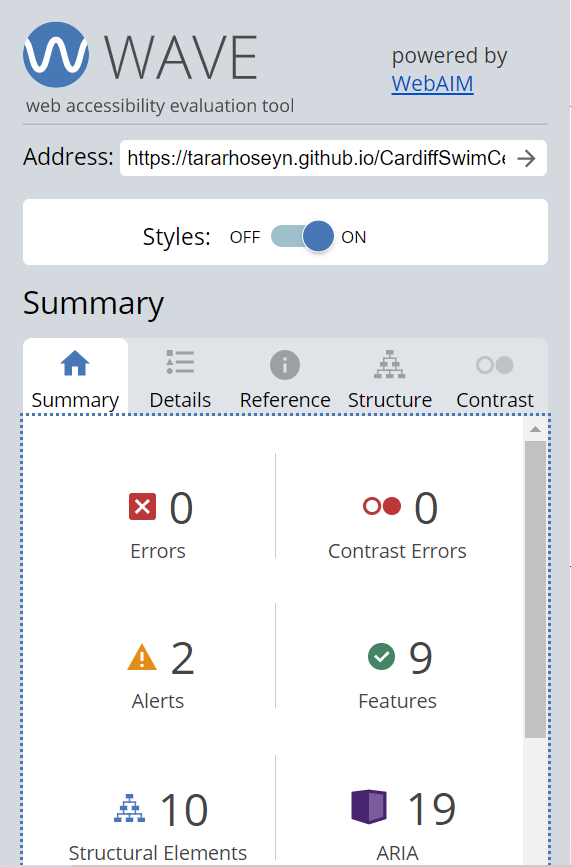 WAVE
powered by
WebAIM
web accessibility evaluation tool
Address: https://tararhoseyn.github.io/CardiffSwimCe
Styles: OFF ON
Summary
Summary Details Reference Structure Contrast
0 0
Errors Contrast Errors
2 9
Alerts Features
10 19
Structural Elements ARIA